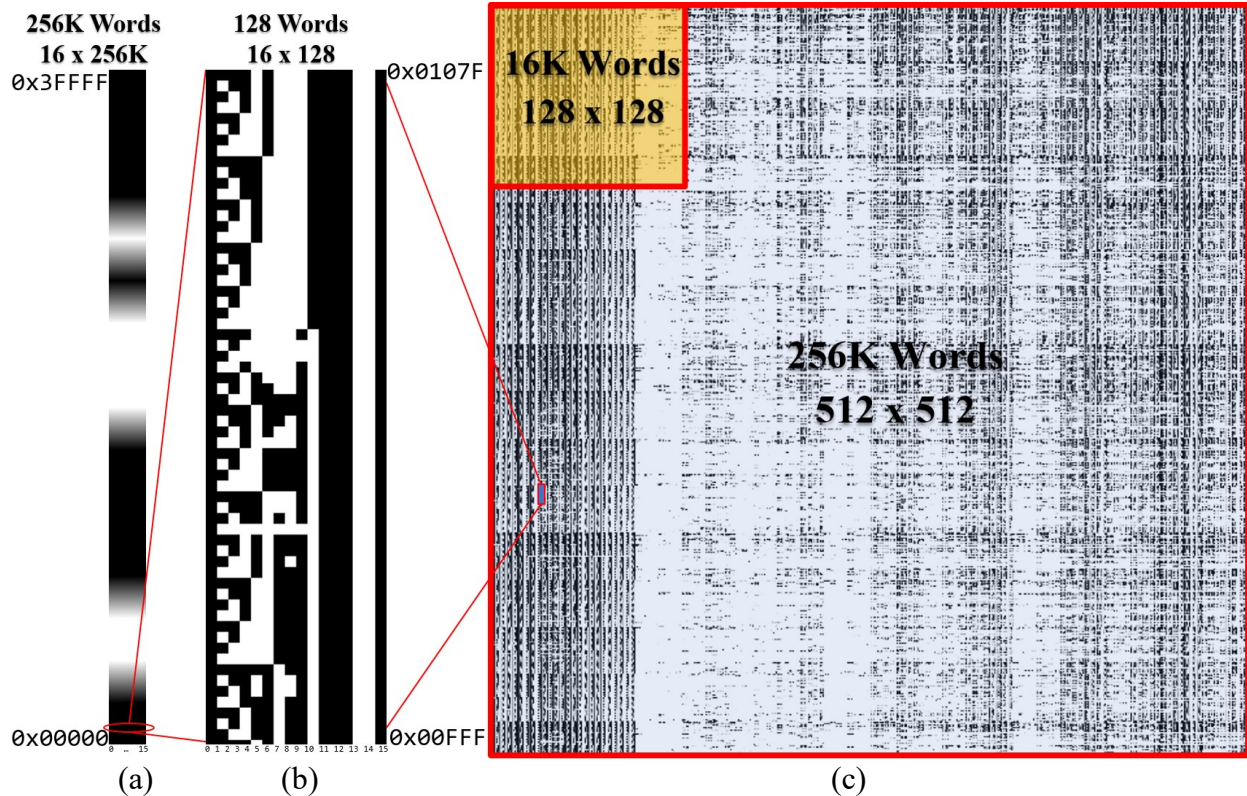 256K Words
16 x 256K
0x3FFFF
0x00000
0 … 15
(a)
128 Words
16 x 128
0x0107F
0x00FFF
0 1 2 3 4 5 6 7 8 9 10 11 12 13 14 15
(b)
16K Words
128 x 128
256K Words
512 x 512
(c)